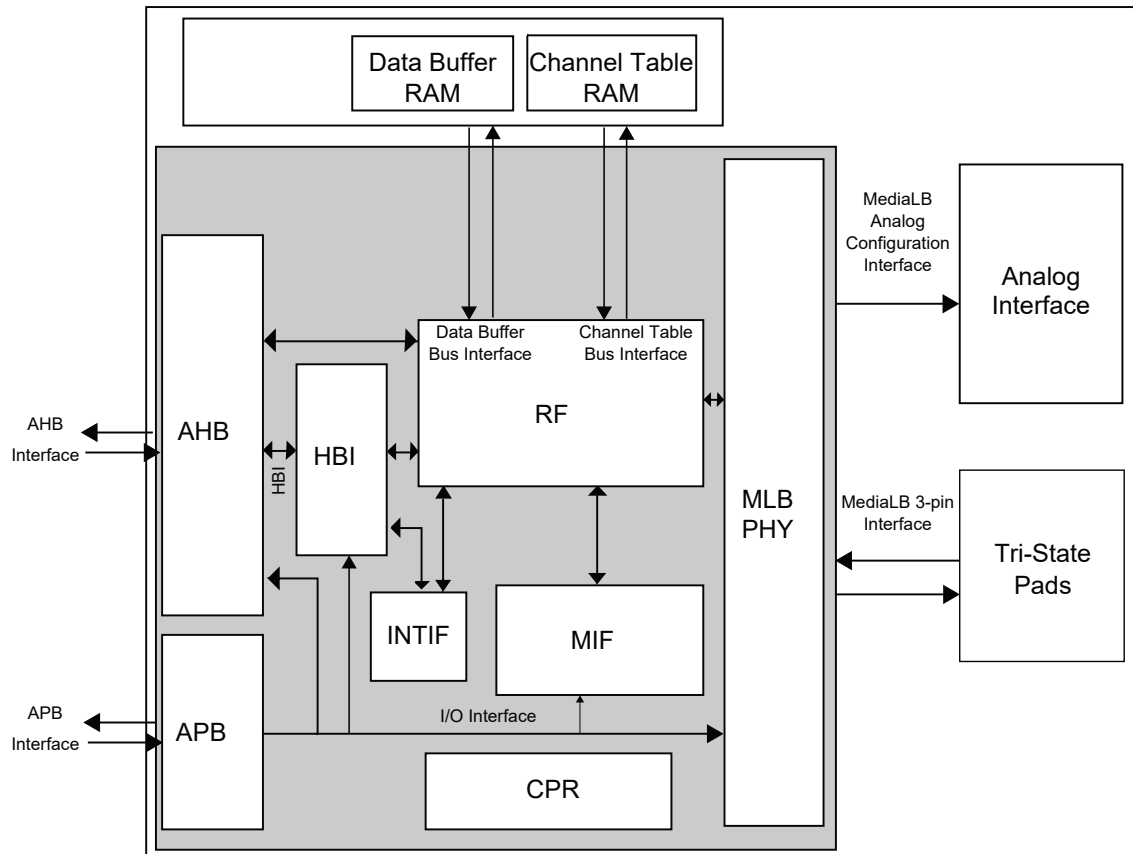 Data Buffer
RAM
Channel Table
RAM
MediaLB
Analog
Configuration
Interface
Analog
Interface
Data Buffer
Bus Interface
Channel Table
Bus Interface
RF
AHB
Interface
AHB
HBI
HBI
MLB
PHY
MediaLB 3-pin
Interface
Tri-State
Pads
INTIF
MIF
APB
Interface
APB
I/O Interface
CPR